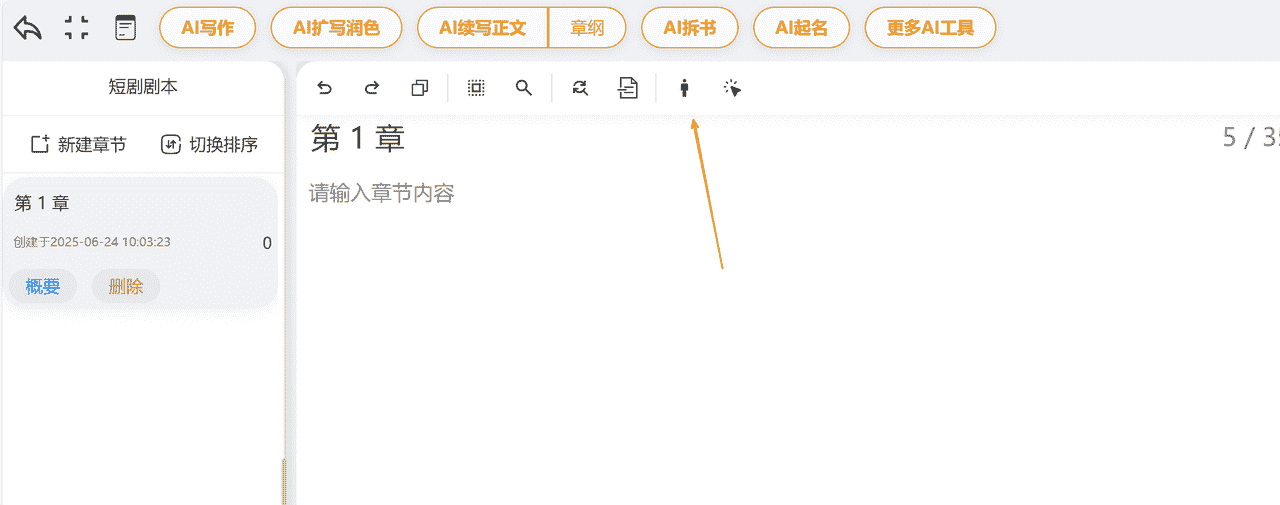 AI写作 AI扩写润色 AI续写正文 章纲 AI拆书 AI起名 更多AI工具
短剧剧本
新建章节 切换排序
第 1 章
创建于2025-06-24 10:03:23 0
概要 删除
第 1 章 5 / 35
请输入章节内容